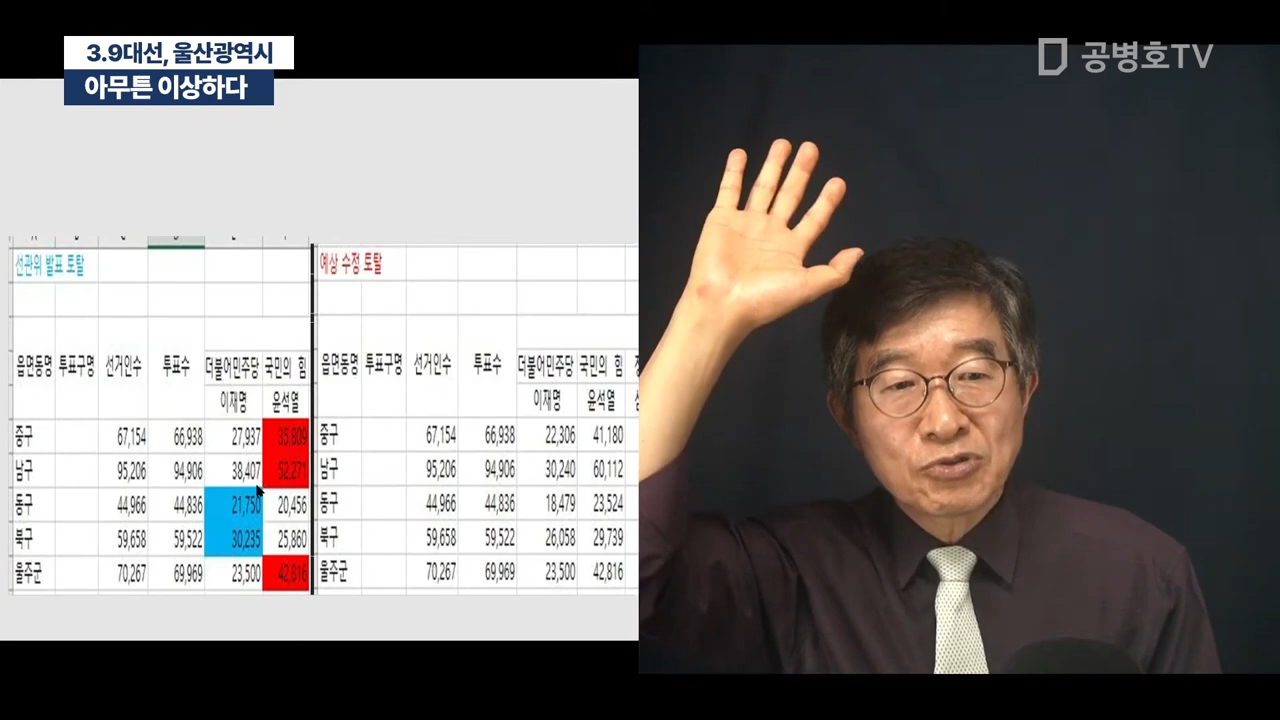 3.9대선, 울산광역시
아무튼 이상하다
공병호TV
선관위 발표 토탈
예상 수정 토탈
읍면동명 투표구명 선거인수 투표수 더불어민주당 국민의 힘
이재명 윤석열
중구 67,154 66,938 27,937 35,809
남구 95,206 94,906 38,407 52,271
동구 44,966 44,836 21,750 20,456
북구 59,658 59,522 30,235 25,860
울주군 70,267 69,969 23,500 42,816
읍면동명 투표구명 선거인수 투표수 더불어민주당 국민의 힘
이재명 윤석열
중구 67,154 66,938 22,306 41,180
남구 95,206 94,906 30,240 60,112
동구 44,966 44,836 18,479 23,524
북구 59,658 59,522 26,058 29,739
울주군 70,267 69,969 23,500 42,816